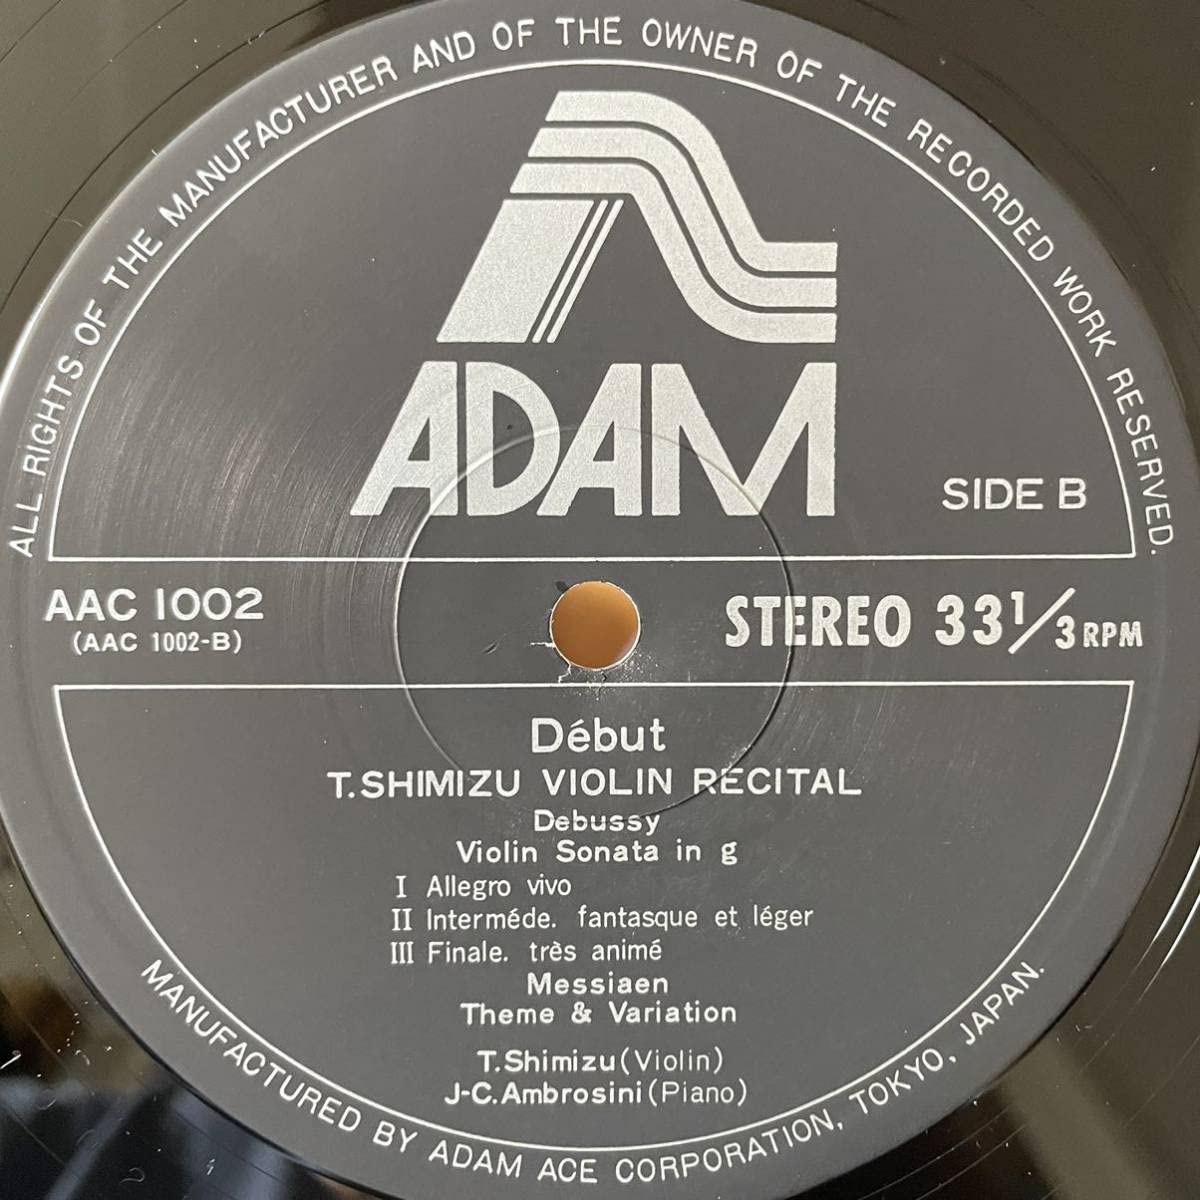 ALL RIGHTS OF THE MANUFACTURER AND OF THE OWNER OF THE RECORDED WORK RESERVED.
ADAM
SIDE B
AAC 1002
(AAC 1002-B)
STEREO 33 1/3 RPM
Début
T.SHIMIZU VIOLIN RECITAL
Debussy
Violin Sonata in g
I Allegro vivo
II Interméde. fantasque et léger
III Finale. très animé
Messiaen
Theme & Variation
T.Shimizu (Violin)
J-C.Ambrosini (Piano)
MANUFACTURED BY ADAM ACE CORPORATION, TOKYO, JAPAN.